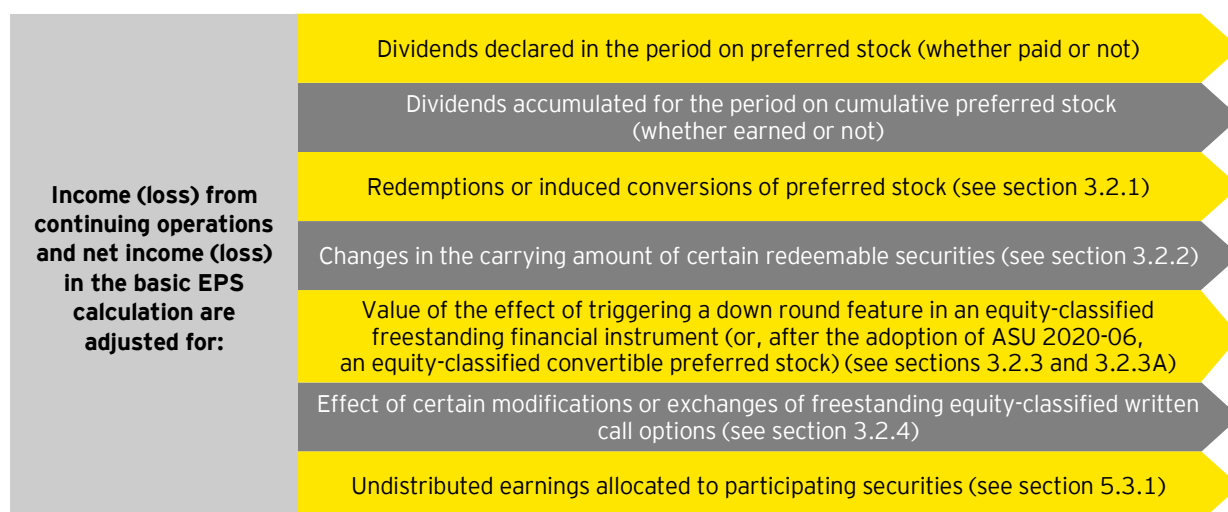 Income (loss) from
continuing operations
and net income (loss)
in the basic EPS
calculation are
adjusted for:
Dividends declared in the period on preferred stock (whether paid or not)
Dividends accumulated for the period on cumulative preferred stock
(whether earned or not)
Redemptions or induced conversions of preferred stock (see section 3.2.1)
Changes in the carrying amount of certain redeemable securities (see section 3.2.2)
Value of the effect of triggering a down round feature in an equity-classified
freestanding financial instrument (or, after the adoption of ASU 2020-06,
an equity-classified convertible preferred stock) (see sections 3.2.3 and 3.2.3A)
Effect of certain modifications or exchanges of freestanding equity-classified written
call options (see section 3.2.4)
Undistributed earnings allocated to participating securities (see section 5.3.1)